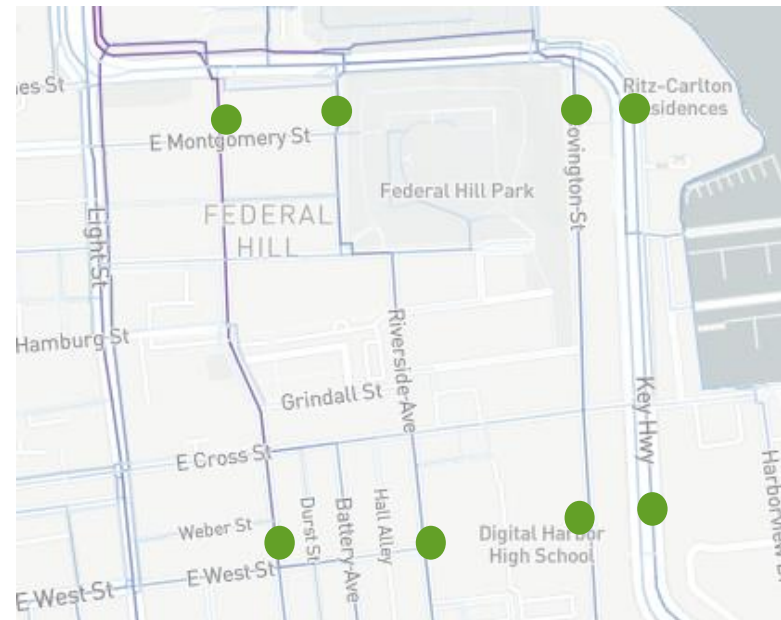 es St
Ritz-Carlton
sidences
E Montgomery St
ovington St
Federal Hill Park
FEDERAL
HILL
Light St
Hamburg St
Riverside Ave
Grindall St
Key Hwy
E Cross St
Harborview D
Weber St
Durst St
Battery Ave
Hall Alley
Digital Harbor
High School
E West St
E West St